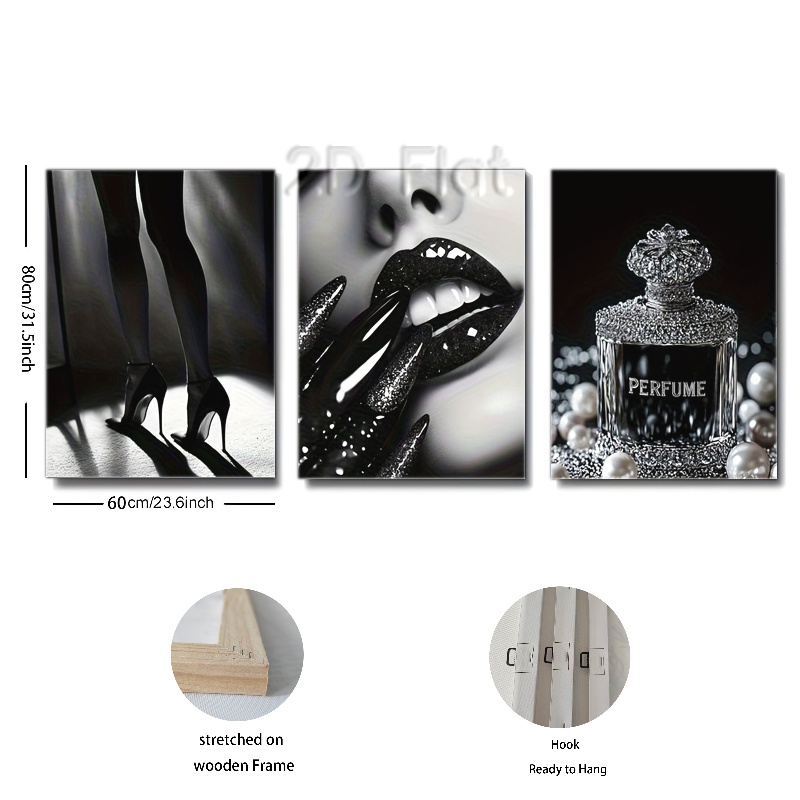 2D Flat
80cm/31.5inch
PERFUME
60cm/23.6inch
stretched on
wooden Frame
Hook
Ready to Hang